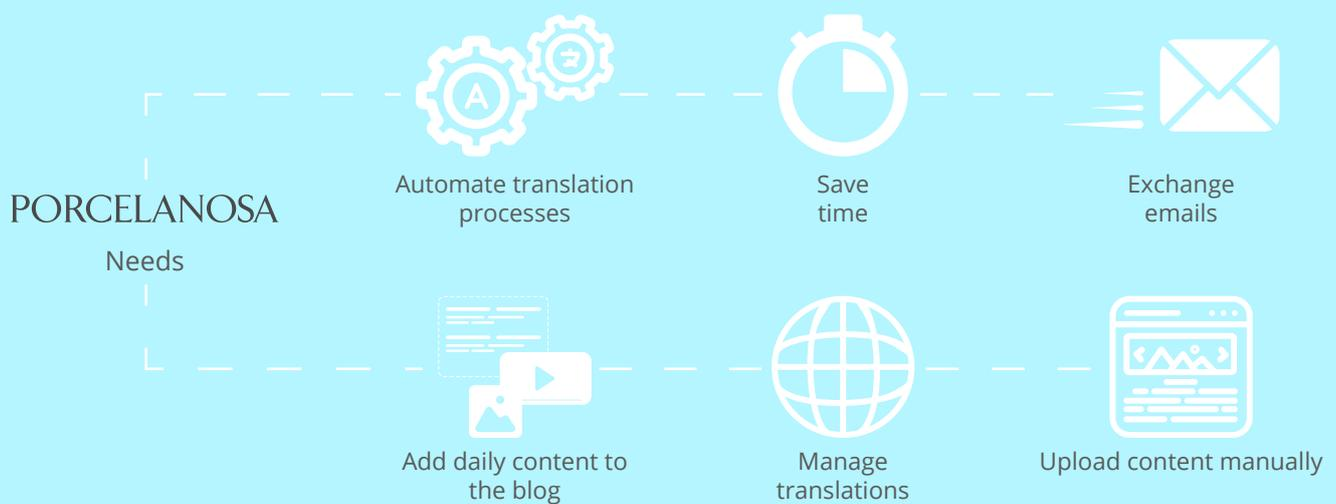 PORCELANOSA
Needs
A
Automate translation
processes
Save
time
Exchange
emails
Add daily content to
the blog
Manage
translations
Upload content manually